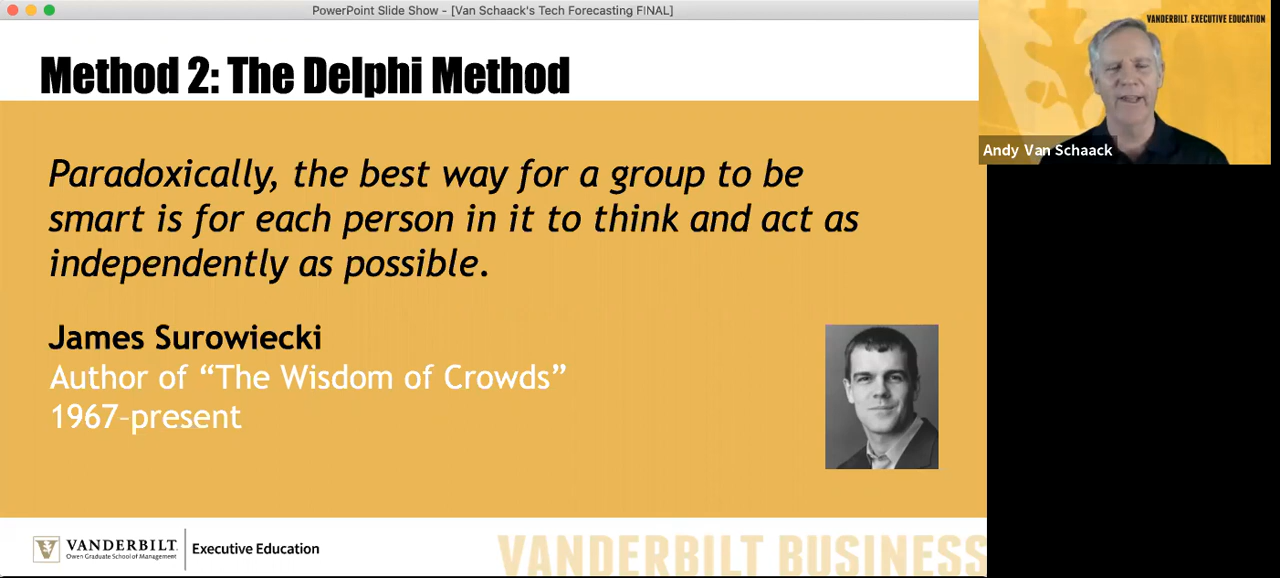 PowerPoint Slide Show - [Van Schaack's Tech Forecasting FINAL]
VANDERBILT. EXECUTIVE EDUCATION
Method 2: The Delphi Method
Andy Van Schaack
Paradoxically, the best way for a group to be
smart is for each person in it to think and act as
independently as possible.
James Surowiecki
Author of “The Wisdom of Crowds”
1967–present
VANDERBILT
Owen Graduate School of Management
Executive Education
VANDERBILT BUSINESS